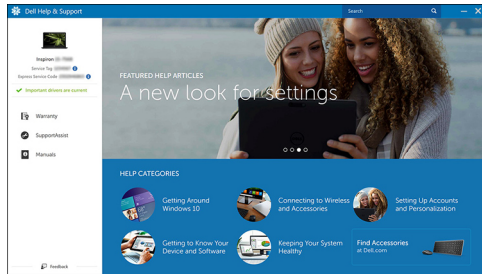 Dell Help & Support
Search
Inspiron
Service Tag
Express Service Code
Important drivers are current
Warranty
SupportAssist
Manuals
Feedback
FEATURED HELP ARTICLES
A new look for settings
HELP CATEGORIES
Getting Around
Windows 10
Connecting to Wireless
and Accessories
Setting Up Accounts
and Personalization
Getting to Know Your
Device and Software
Keeping Your System
Healthy
Find Accessories
at Dell.com